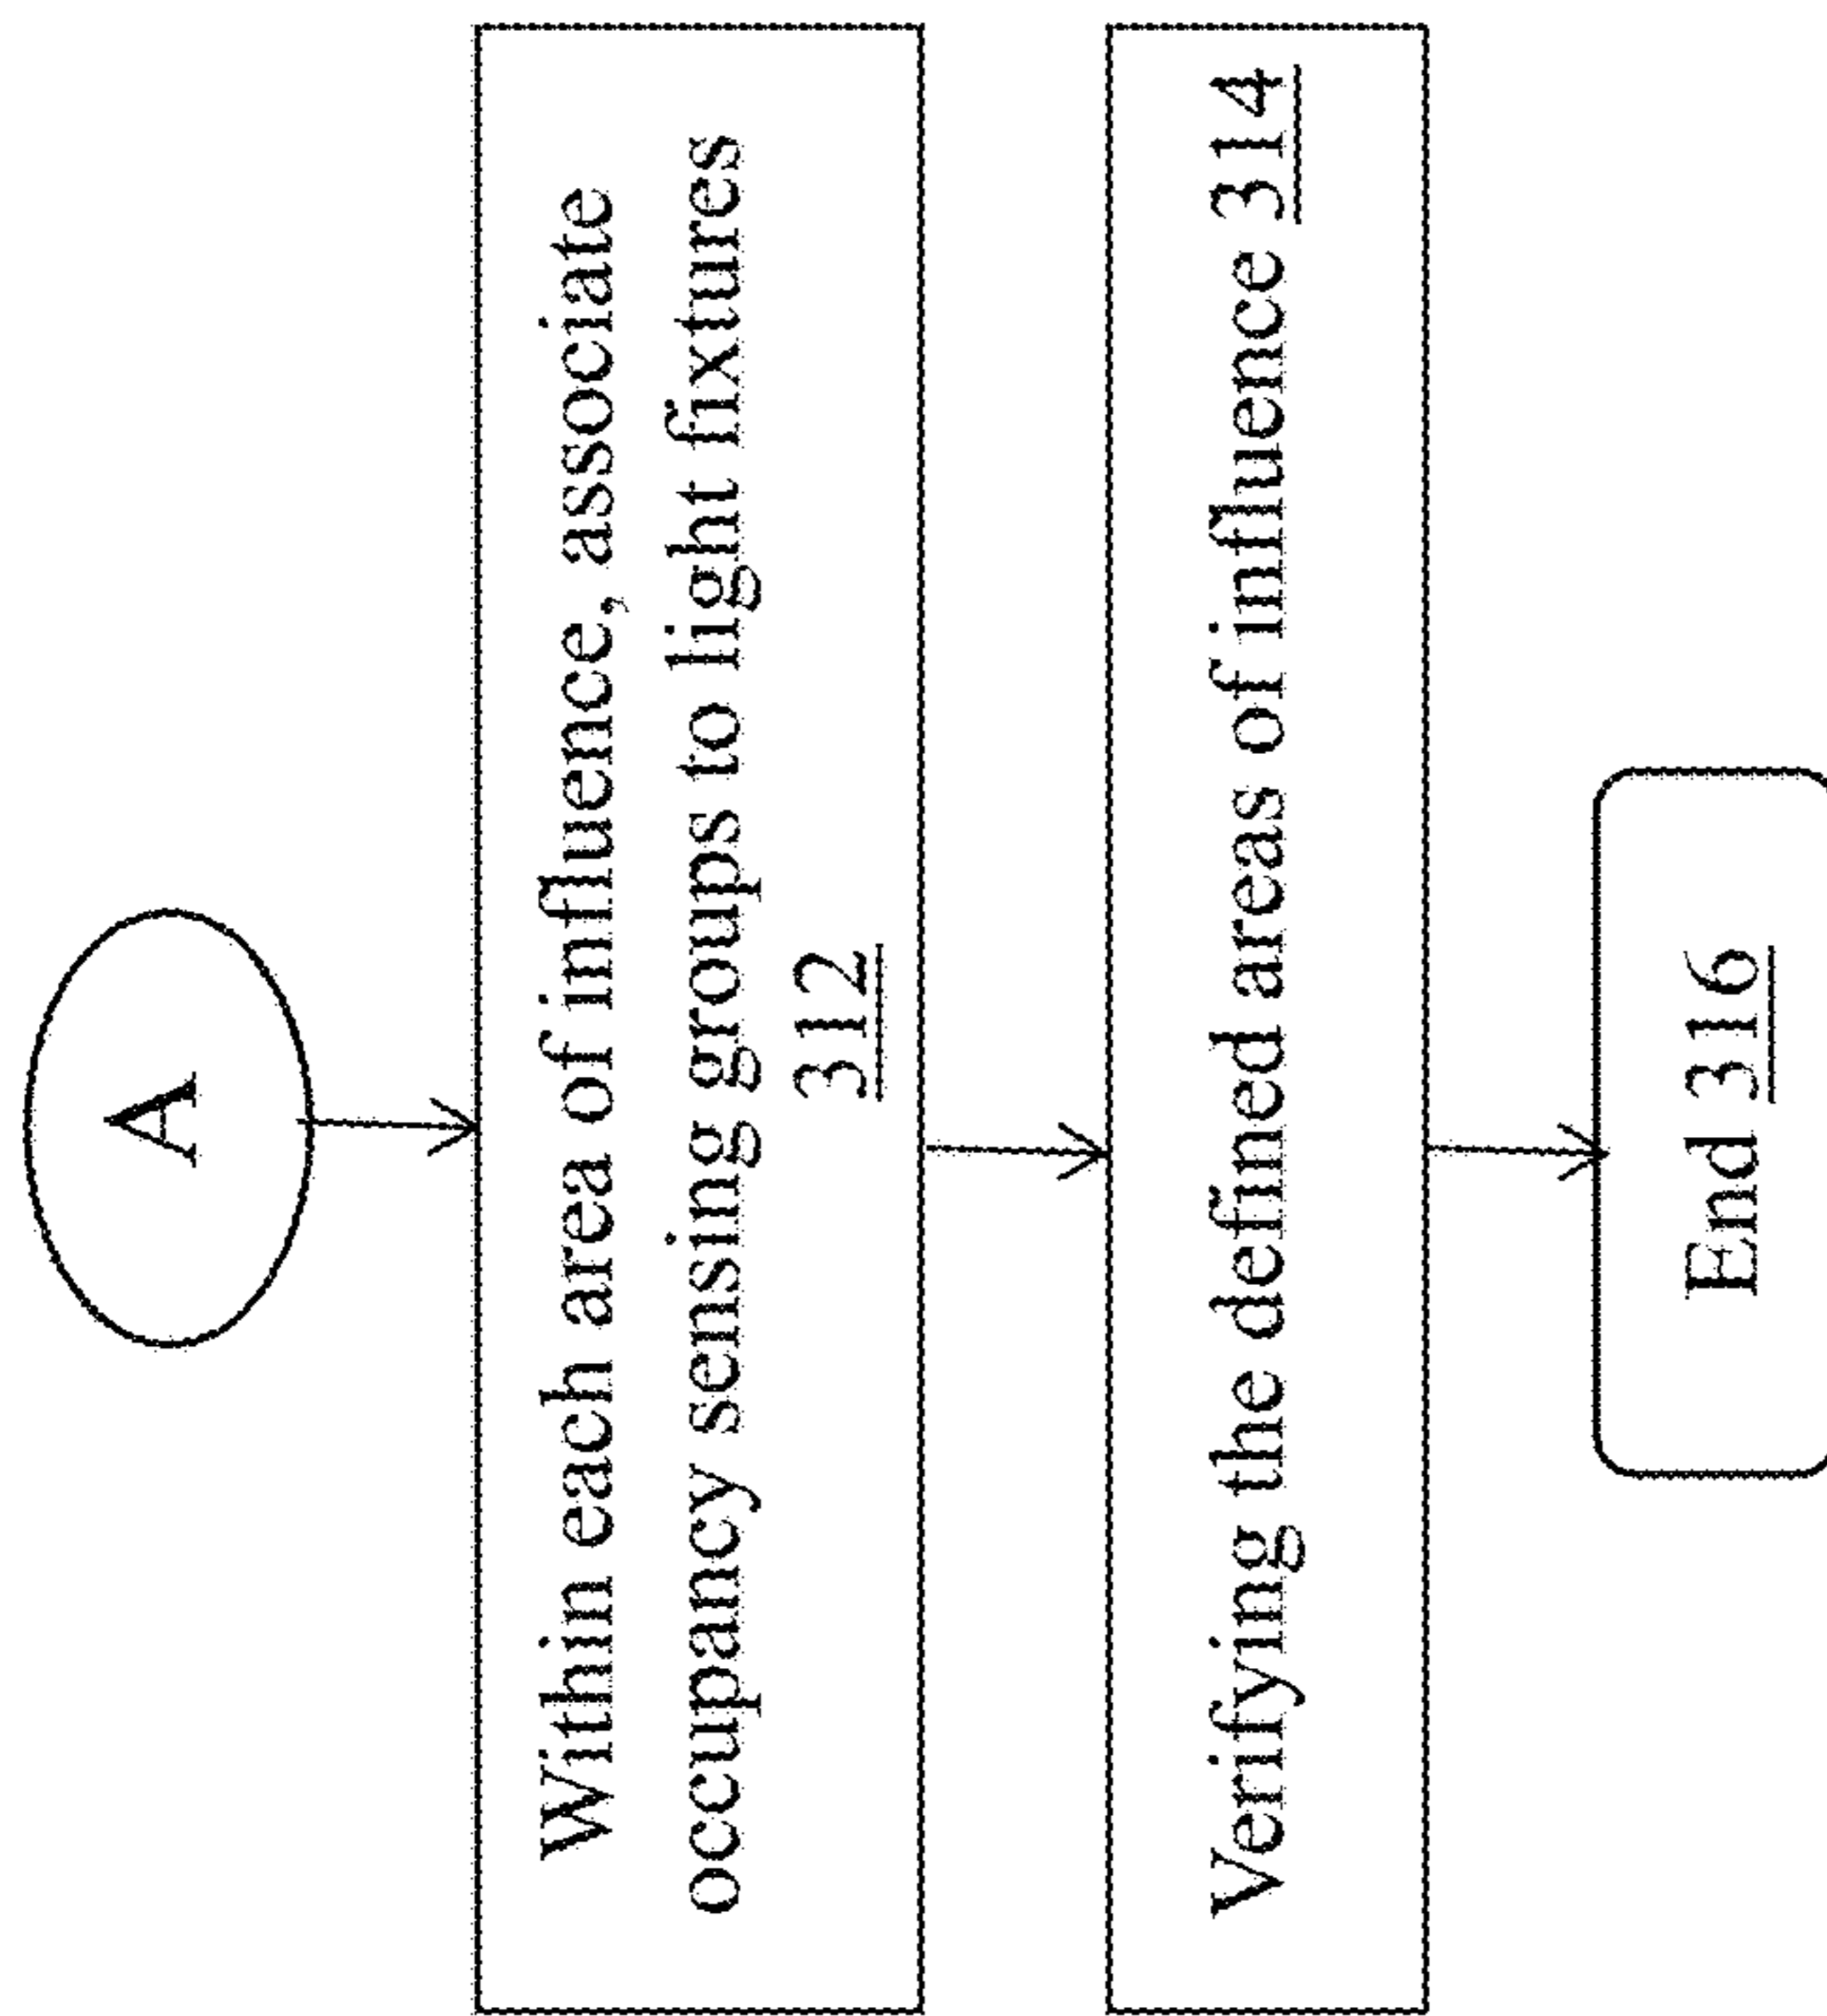 A
Within each area of influence, associate
occupancy sensing groups to light fixtures
312
Verifying the defined areas of influence 314
End 316